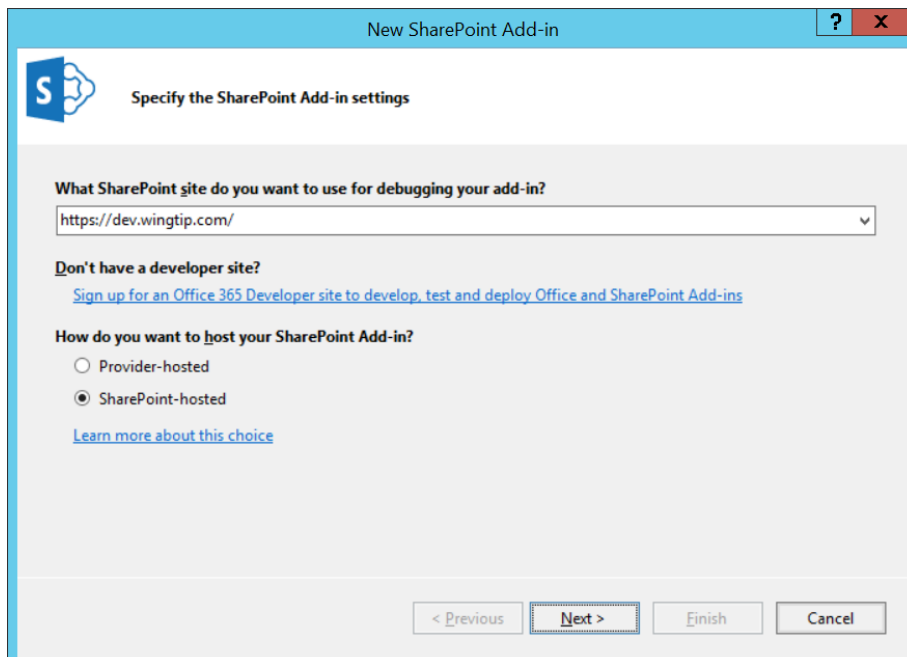 New SharePoint Add-in
? X
S
Specify the SharePoint Add-in settings
What SharePoint site do you want to use for debugging your add-in?
https://dev.wingtip.com/
Don't have a developer site?
Sign up for an Office 365 Developer site to develop, test and deploy Office and SharePoint Add-ins
How do you want to host your SharePoint Add-in?
Provider-hosted
SharePoint-hosted
Learn more about this choice
< Previous Next > Finish Cancel